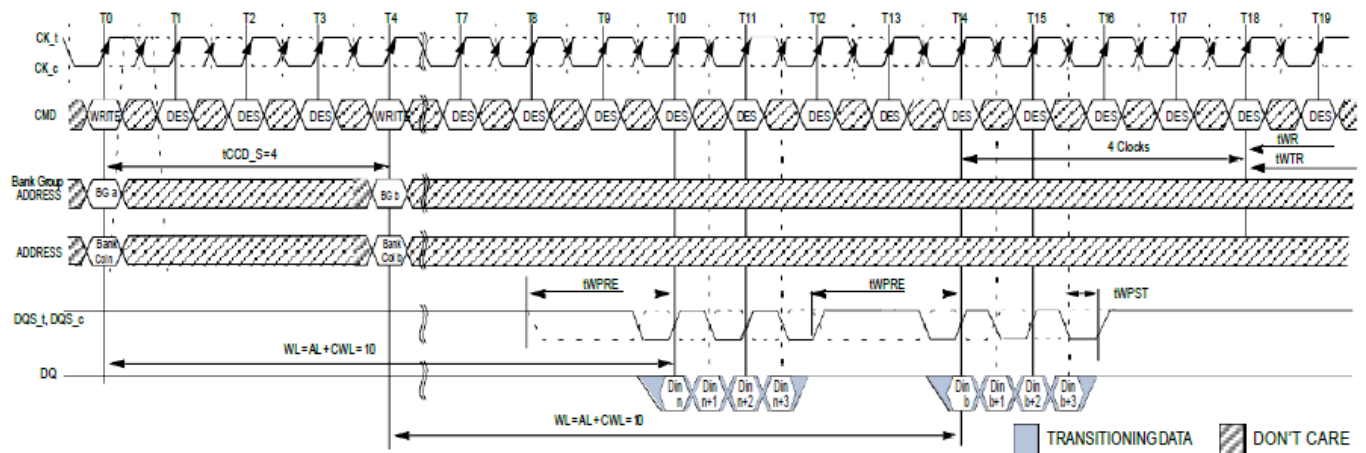 T0 T1 T2 T3 T4 T7 T8 T9 T10 T11 T12 T13 T14 T15 T16 T17 T18 T19
CK_t
CK_c
CMD WRITE DES DES DES WRITE DES DES DES DES DES DES DES DES DES DES DES DES DES
tCCD_S=4 4 Clocks tWR
tWTR
Bank Group
ADDRESS BG a BG b
ADDRESS Bank Bank
Col n Col b
tWPRE tWPRE tWPST
DQS_t, DQS_c
WL=AL+CWL=10
DQ
Din Din Din Din Din Din Din Din
n n+1 n+2 n+3 b b+1 b+2 b+3
WL=AL+CWL=10
TRANSITIONING DATA DON'T CARE